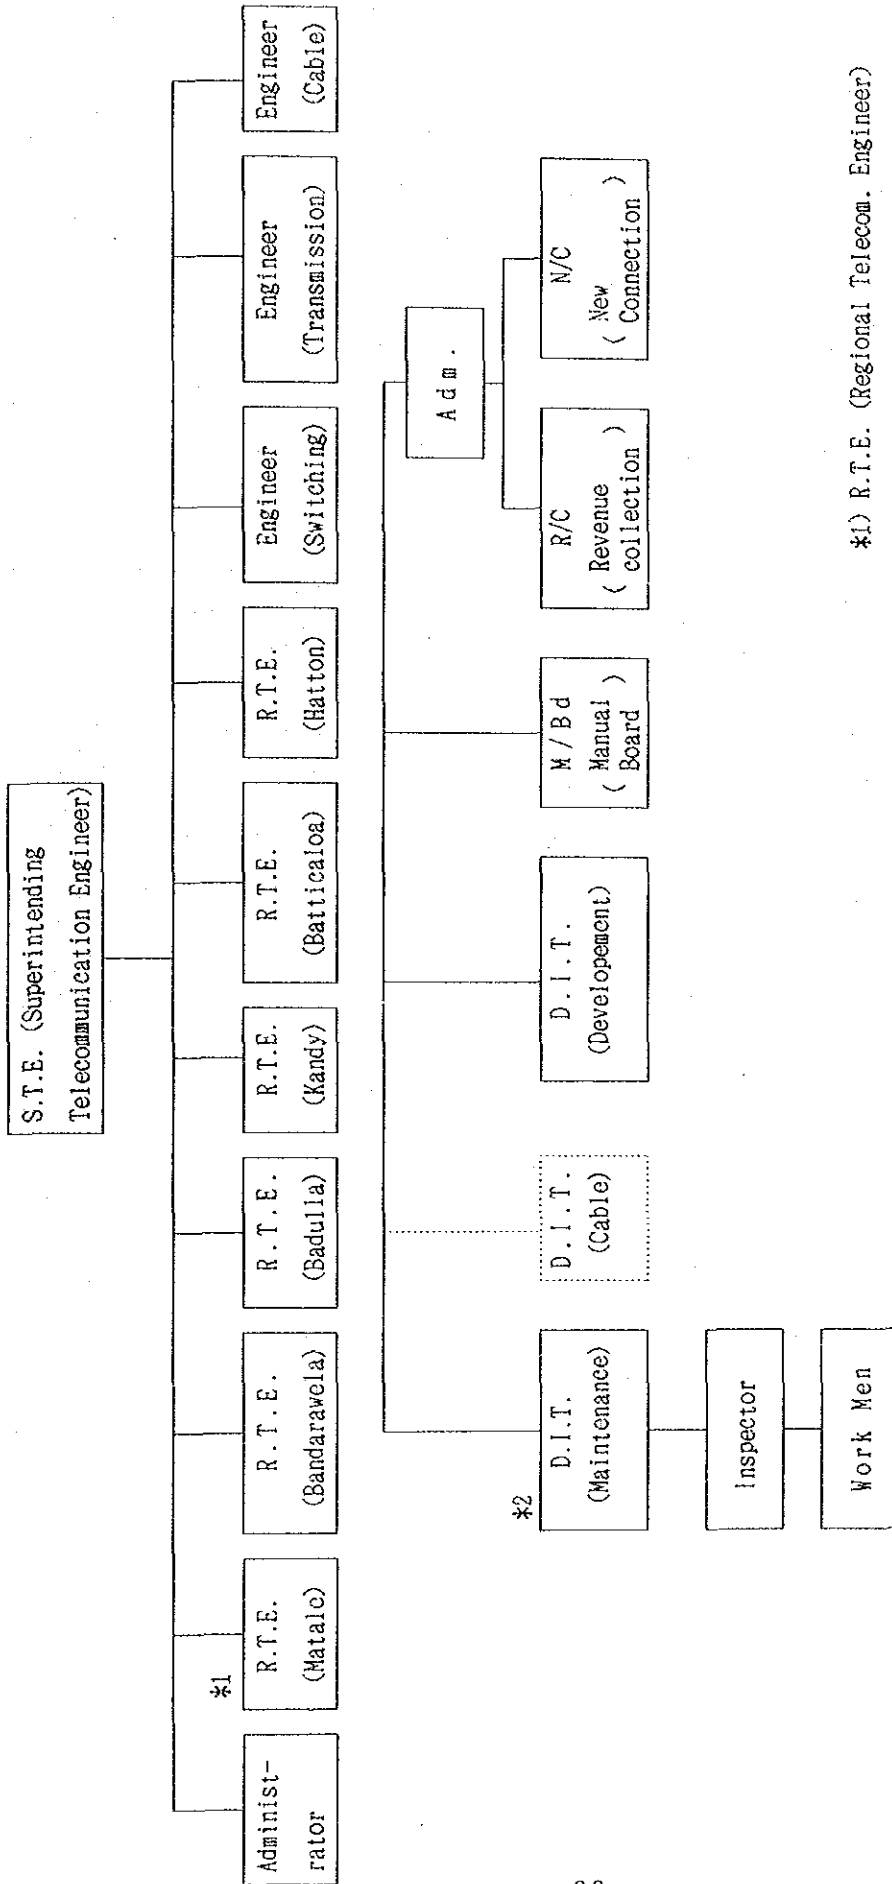 S.T.E. (Superintending
Telecommunication Engineer)
Administ-
rator
*1
R.T.E.
(Matalc)
R.T.E.
(Bandarawela)
R.T.E.
(Badulla)
R.T.E.
(Kandy)
R.T.E.
(Batticaloa)
R.T.E.
(Hatton)
Engineer
(Switching)
Engineer
(Transmission)
Engineer
(Cable)
*2
D.I.T.
(Maintenance)
D.I.T.
(Cable)
D.I.T.
(Developement)
M/Bd
( Manual
Board )
Adm.
R/C
( Revenue
collection )
N/C
( New
Connection )
Inspector
Work Men
*1) R.T.E. (Regional Telecom. Engineer)